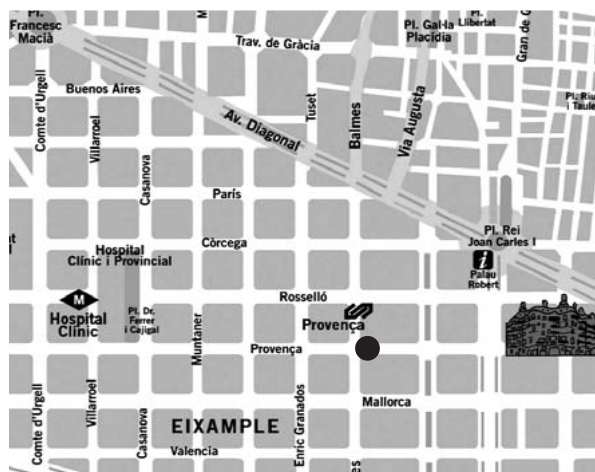 Pl.
Francesc
Macià
M
Trav. de Gràcia
Pl. Gal·la
Placídia
Pl.
Llibertat
Gran de G
Comte d'Urgell
Buenos Aires
Villarroel
Casanova
Tuset
Balmes
Via Augusta
Pl. Riu
i Taule
Av. Diagonal
París
Còrcega
Pl. Rei
Joan Carles I
i
Palau
Robert
Hospital
Clínic i Provincial
M
Hospital
Clínic
Pl. Dr.
Ferrer
i Cajigal
Rosselló
Provença
Muntaner
Provença
Enric Granados
Mallorca
Comte d'Urgell
Villarroel
Casanova
EIXAMPLE
Valencia
es